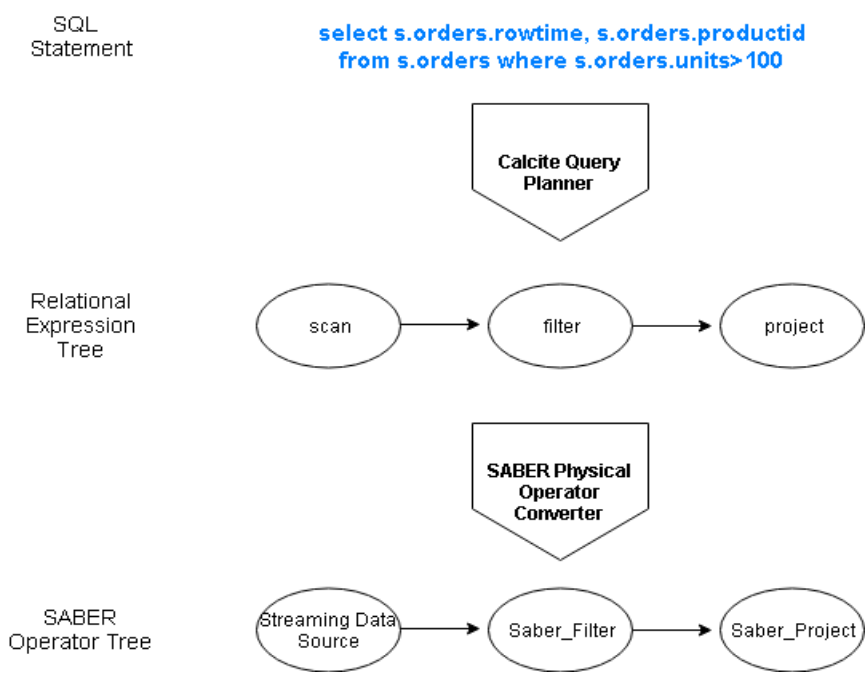 SQL
Statement
select s.orders.rowtime, s.orders.productid
from s.orders where s.orders.units>100
Calcite Query
Planner
Relational
Expression
Tree
scan
filter
project
SABER Physical
Operator
Converter
SABER
Operator Tree
Streaming Data
Source
Saber_Filter
Saber_Project